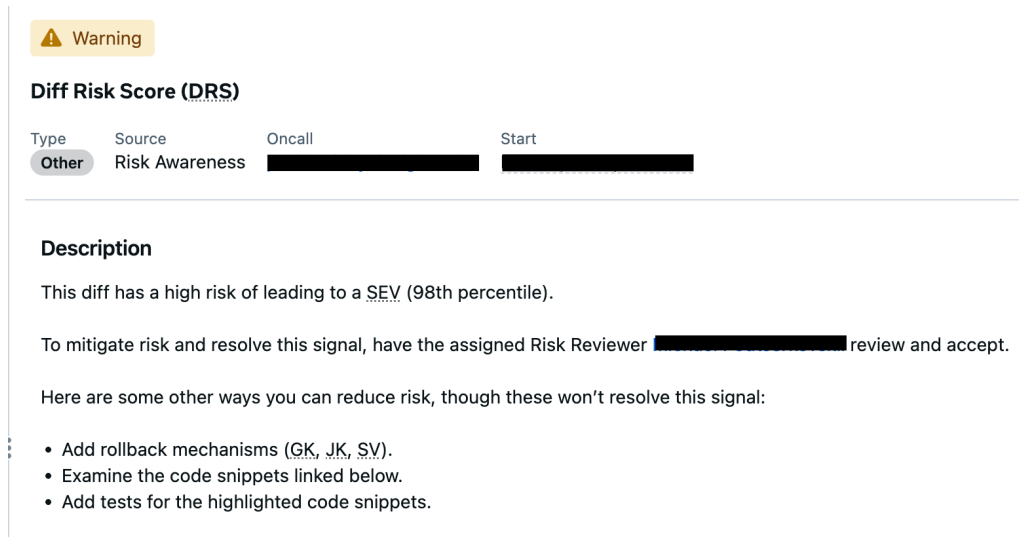 Warning
Diff Risk Score (DRS)
Type Source Oncall Start
Other Risk Awareness
Description
This diff has a high risk of leading to a SEV (98th percentile).
To mitigate risk and resolve this signal, have the assigned Risk Reviewer review and accept.
Here are some other ways you can reduce risk, though these won’t resolve this signal:
• Add rollback mechanisms (GK, JK, SV).
• Examine the code snippets linked below.
• Add tests for the highlighted code snippets.